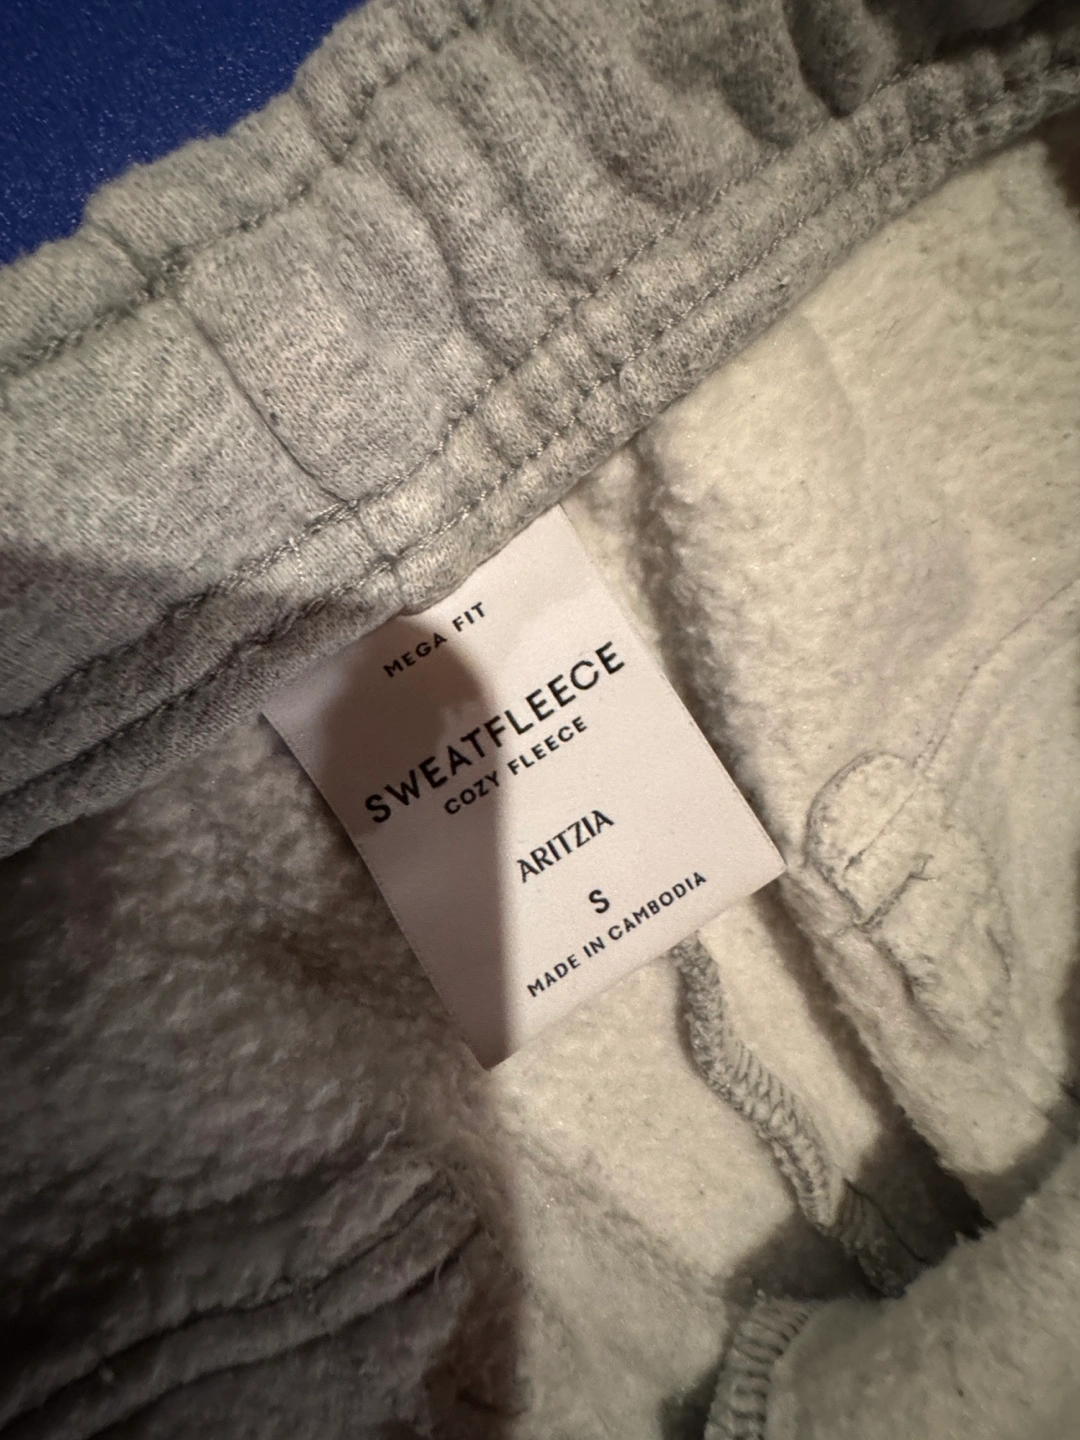 MEGA FIT
SWEATFLEECE
COZY FLEECE
ARITZIA
S
MADE IN CAMBODIA